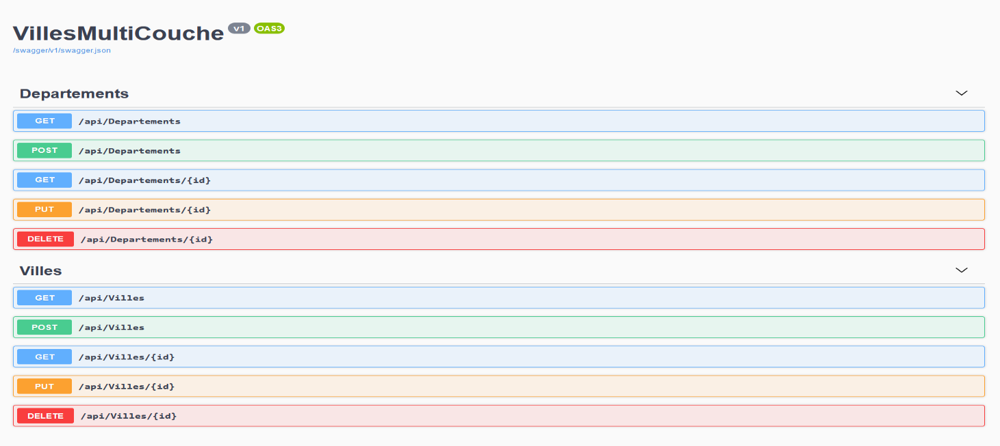 VillesMultiCouche v1 OAS3
/swagger/v1/swagger.json
Departements
GET /api/Departements
POST /api/Departements
GET /api/Departements/{id}
PUT /api/Departements/{id}
DELETE /api/Departements/{id}
Villes
GET /api/Villes
POST /api/Villes
GET /api/Villes/{id}
PUT /api/Villes/{id}
DELETE /api/Villes/{id}